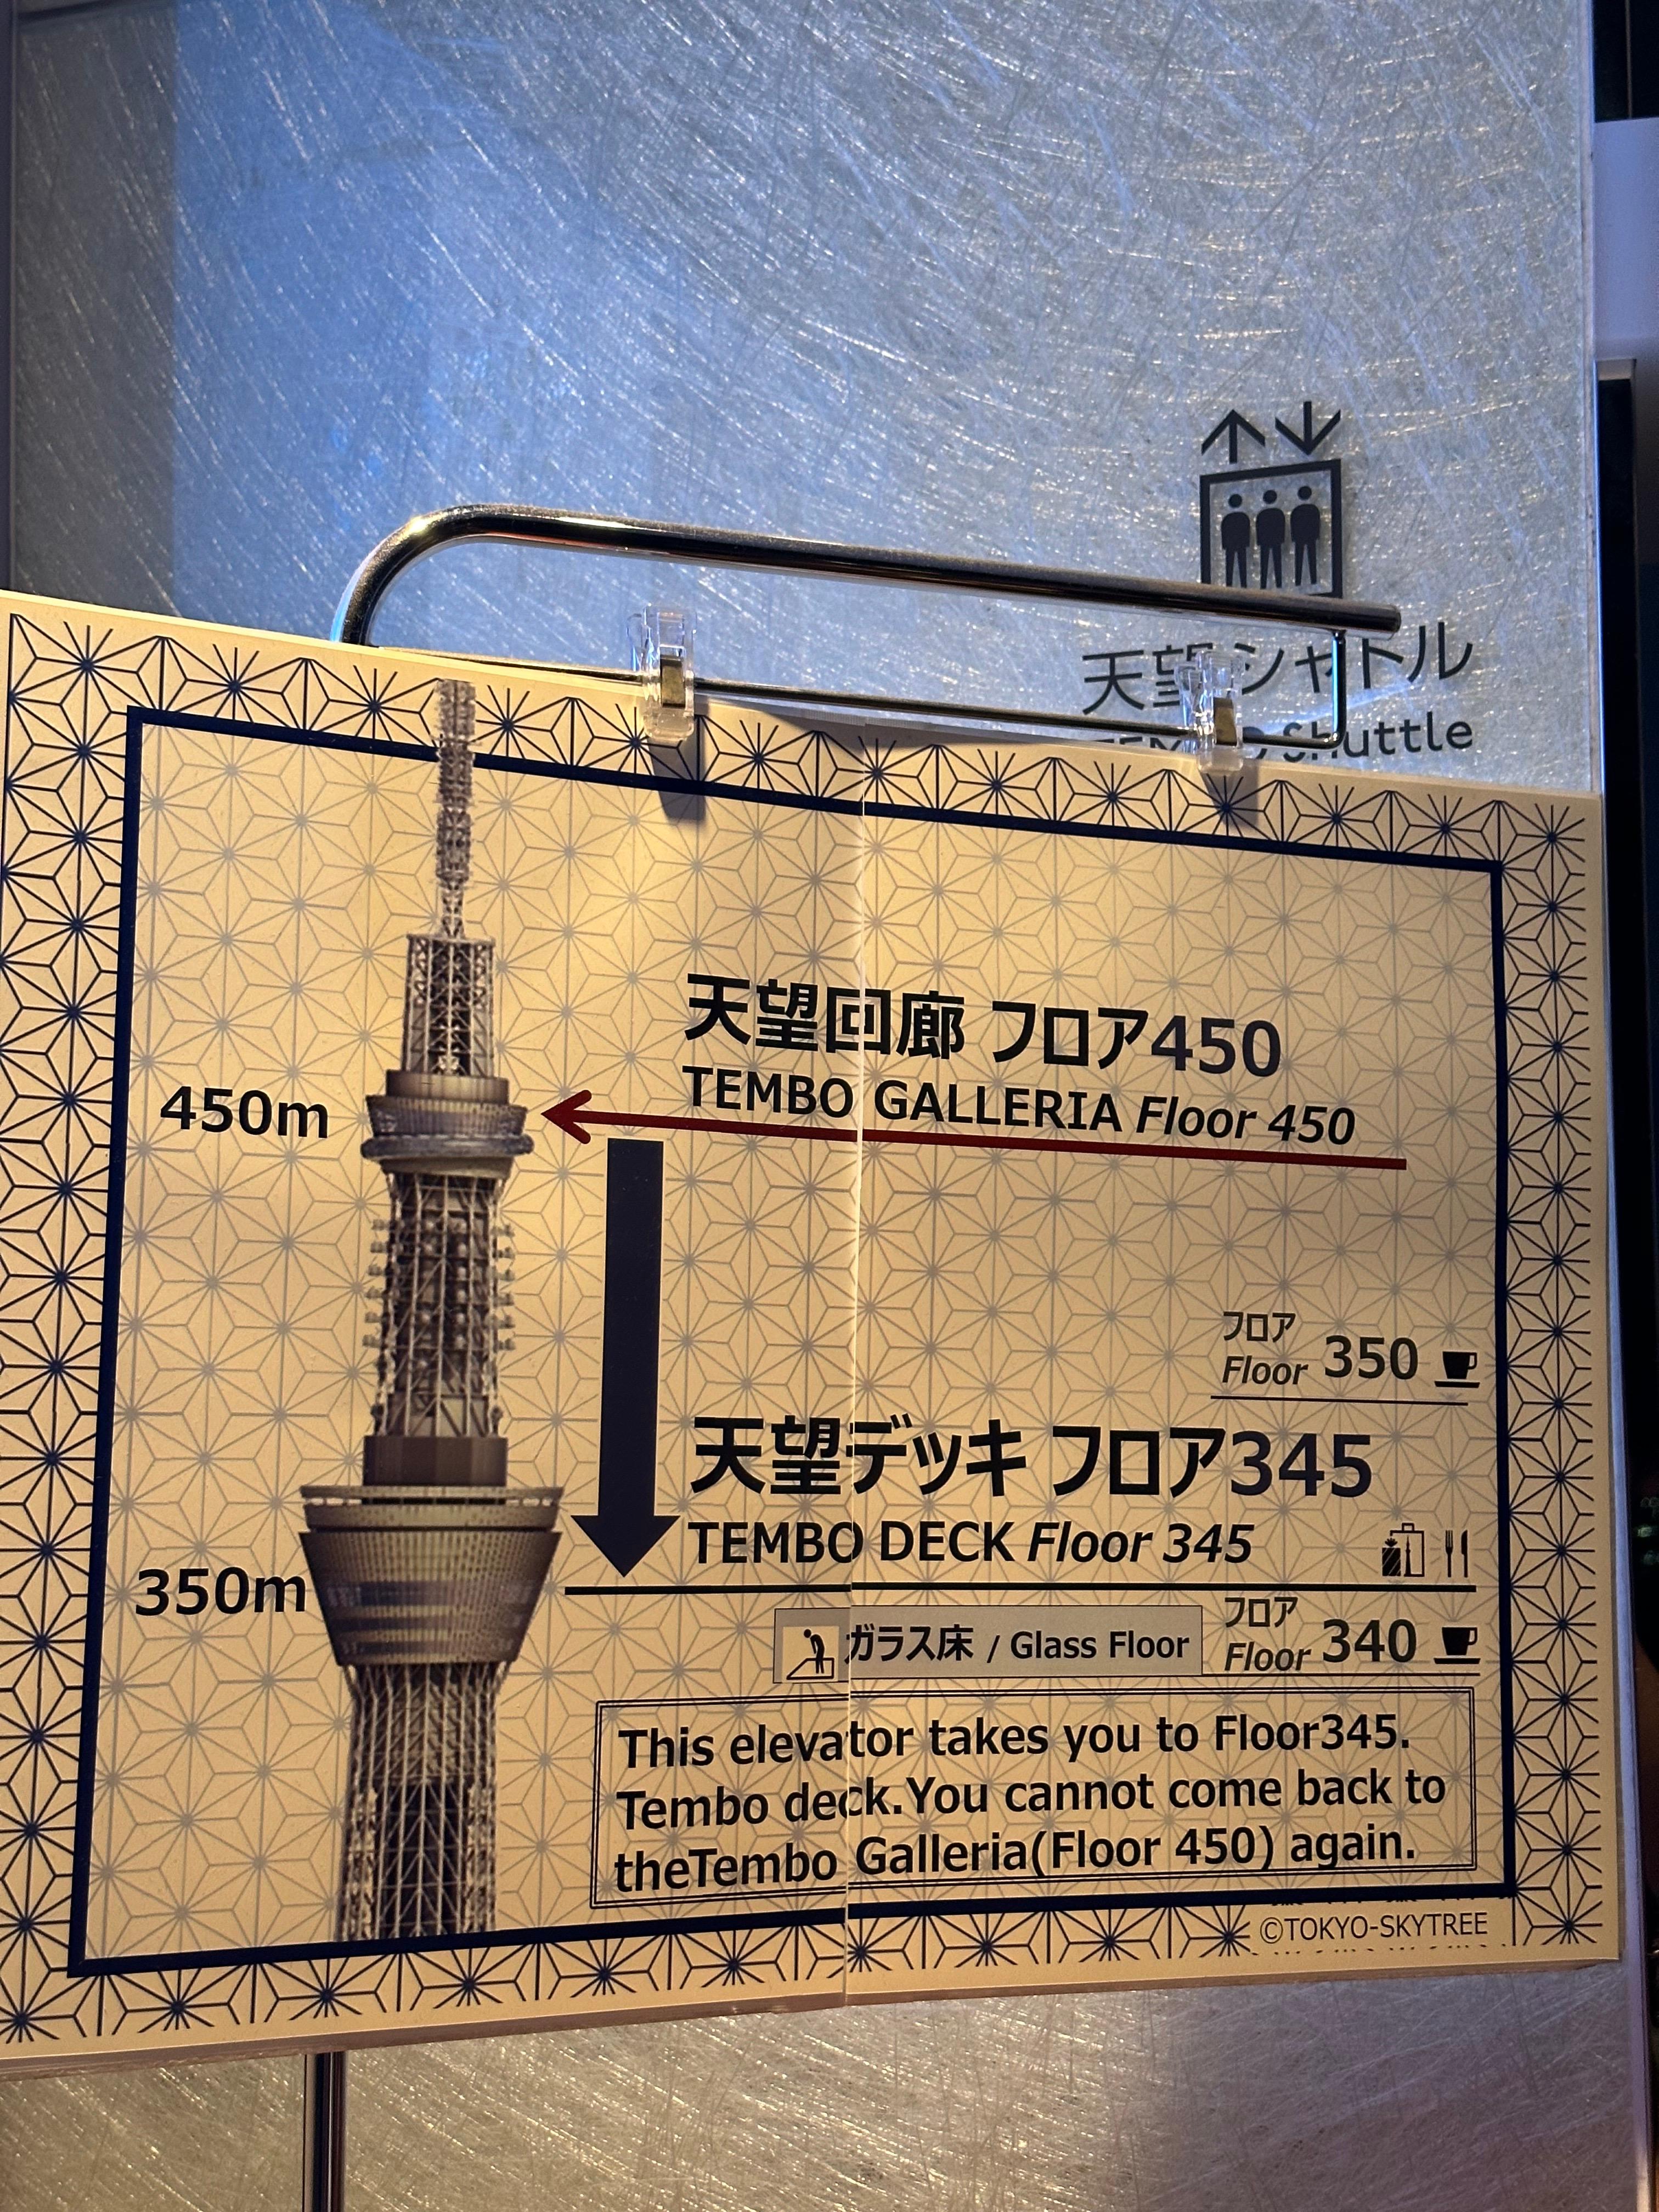 天望シャトル
Shuttle
天望回廊 フロア450
TEMBO GALLERIA Floor 450
450m
フロア
Floor 350
天望デッキ フロア345
TEMBO DECK Floor 345
350m
ガラス床 / Glass Floor
フロア
Floor 340
This elevator takes you to Floor345.
Tembo deck.You cannot come back to
theTembo Galleria(Floor 450) again.
©TOKYO-SKYTREE